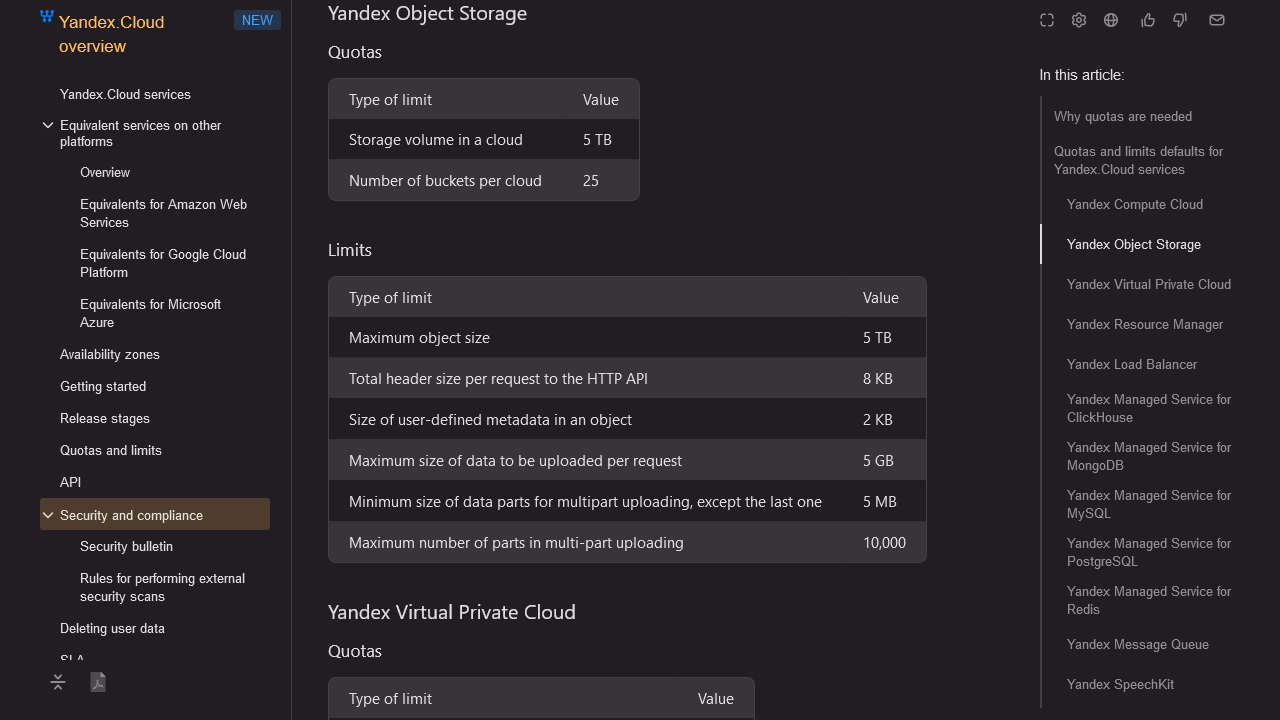 Yandex.Cloud
overview
NEW
Yandex.Cloud services
Equivalent services on other
platforms
Overview
Equivalents for Amazon Web
Services
Equivalents for Google Cloud
Platform
Equivalents for Microsoft
Azure
Availability zones
Getting started
Release stages
Quotas and limits
API
Security and compliance
Security bulletin
Rules for performing external
security scans
Deleting user data
SLA
Yandex Object Storage
Quotas
Type of limit Value
Storage volume in a cloud 5 TB
Number of buckets per cloud 25
Limits
Type of limit Value
Maximum object size 5 TB
Total header size per request to the HTTP API 8 KB
Size of user-defined metadata in an object 2 KB
Maximum size of data to be uploaded per request 5 GB
Minimum size of data parts for multipart uploading, except the last one 5 MB
Maximum number of parts in multi-part uploading 10,000
Yandex Virtual Private Cloud
Quotas
Type of limit Value
In this article:
Why quotas are needed
Quotas and limits defaults for
Yandex.Cloud services
Yandex Compute Cloud
Yandex Object Storage
Yandex Virtual Private Cloud
Yandex Resource Manager
Yandex Load Balancer
Yandex Managed Service for
ClickHouse
Yandex Managed Service for
MongoDB
Yandex Managed Service for
MySQL
Yandex Managed Service for
PostgreSQL
Yandex Managed Service for
Redis
Yandex Message Queue
Yandex SpeechKit